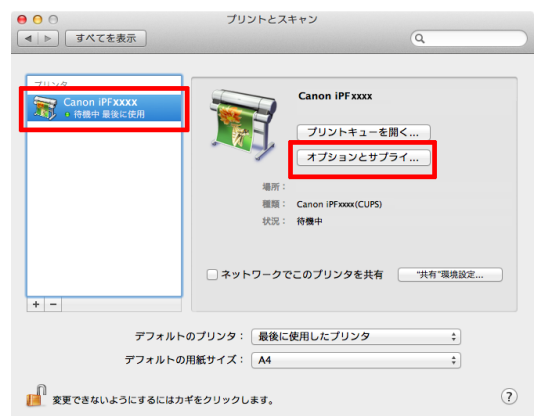 プリントとスキャン
すべてを表示
プリンタ
Canon iPFxxxx
待機中 最後に使用
Canon iPFxxxx
プリントキューを開く...
オプションとサプライ...
場所：
種類： Canon iPFxxxx(CUPS)
状況： 待機中
ネットワークでこのプリンタを共有 "共有"環境設定...
+ −
デフォルトのプリンタ： 最後に使用したプリンタ
デフォルトの用紙サイズ： A4
変更できないようにするにはカギをクリックします。 ?